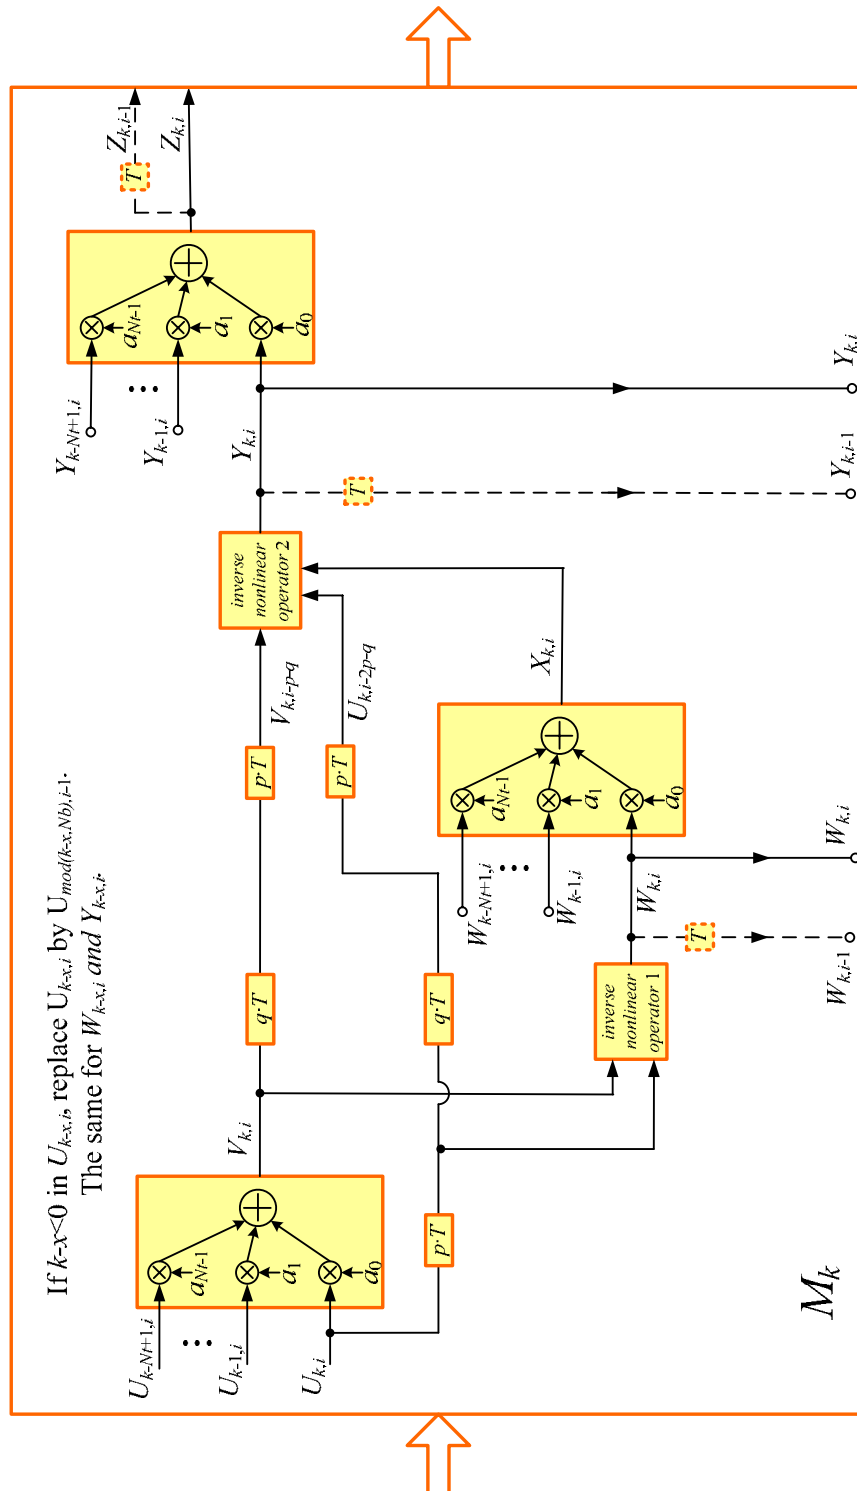 If k-x<0 in U_{k-x,i}, replace U_{k-x,i} by U_{mod(k-x,Nb),i-1}.
The same for W_{k-x,i} and Y_{k-x,i}.
U_{k-Nt+1,i}
...
U_{k-1,i}
U_{k,i}
a_{Nt-1}
a_1
a_0
V_{k,i}
p·T
q·T
q·T
p·T
p·T
V_{k,i-p-q}
U_{k,i-2p-q}
inverse
nonlinear
operator 1
W_{k,i}
T
W_{k,i-1}
W_{k,i}
W_{k-Nt+1,i}
...
W_{k-1,i}
a_{Nt-1}
a_1
a_0
X_{k,i}
inverse
nonlinear
operator 2
Y_{k,i}
T
Y_{k,i-1}
Y_{k,i}
Y_{k-Nt+1,i}
...
Y_{k-1,i}
a_{Nt-1}
a_1
a_0
T
Z_{k,i-1}
Z_{k,i}
M_k